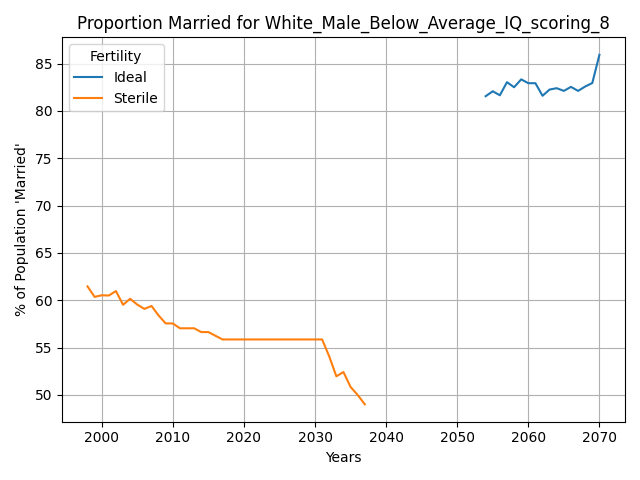 Proportion Married for White_Male_Below_Average_IQ_scoring_8
Fertility
Ideal
Sterile
% of Population 'Married'
85
80
75
70
65
60
55
50
2000 2010 2020 2030 2040 2050 2060 2070
Years